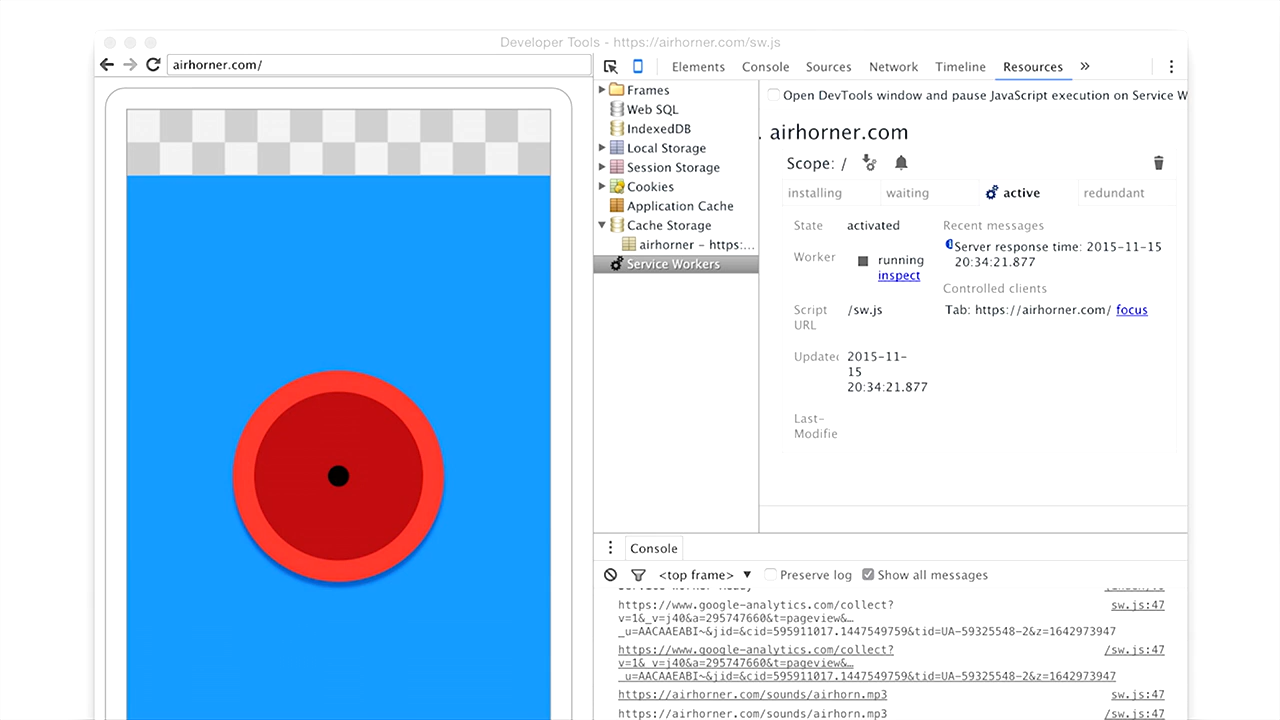 Developer Tools - https://airhorner.com/sw.js
airhorner.com/
Elements Console Sources Network Timeline Resources »
Frames
Web SQL
IndexedDB
Local Storage
Session Storage
Cookies
Application Cache
Cache Storage
airhorner – https:...
Service Workers
Open DevTools window and pause JavaScript execution on Service W
airhorner.com
Scope: /
installing waiting active redundant
State activated
Worker running
inspect
Script URL /sw.js
Updated 2015-11-
15
20:34:21.877
Last-
Modifie
Recent messages
Server response time: 2015-11-15
20:34:21.877
Controlled clients
Tab: https://airhorner.com/ focus
Console
<top frame> ▼ Preserve log Show all messages
https://www.google-analytics.com/collect? sw.js:47
v=1&_v=j40&a=295747660&t=pageview&…
_u=AACAAEABI~&jid=&cid=595911017.1447549759&tid=UA-59325548-2&z=1642973947
https://www.google-analytics.com/collect? /sw.js:47
v=1&_v=j40&a=295747660&t=pageview&…
_u=AACAAEABI~&jid=&cid=595911017.1447549759&tid=UA-59325548-2&z=1642973947
https://airhorner.com/sounds/airhorn.mp3 sw.js:47
https://airhorner.com/sounds/airhorn.mp3 /sw.js:47